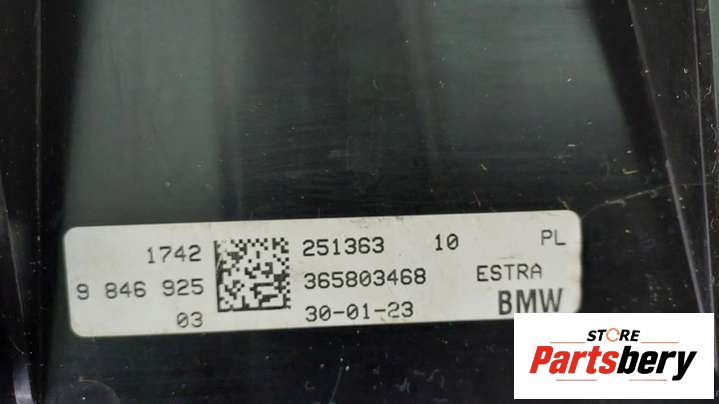 1742 251363 10 PL
9 846 925 365803468 ESTRA
03 30-01-23 BMW
STORE
Partsbery